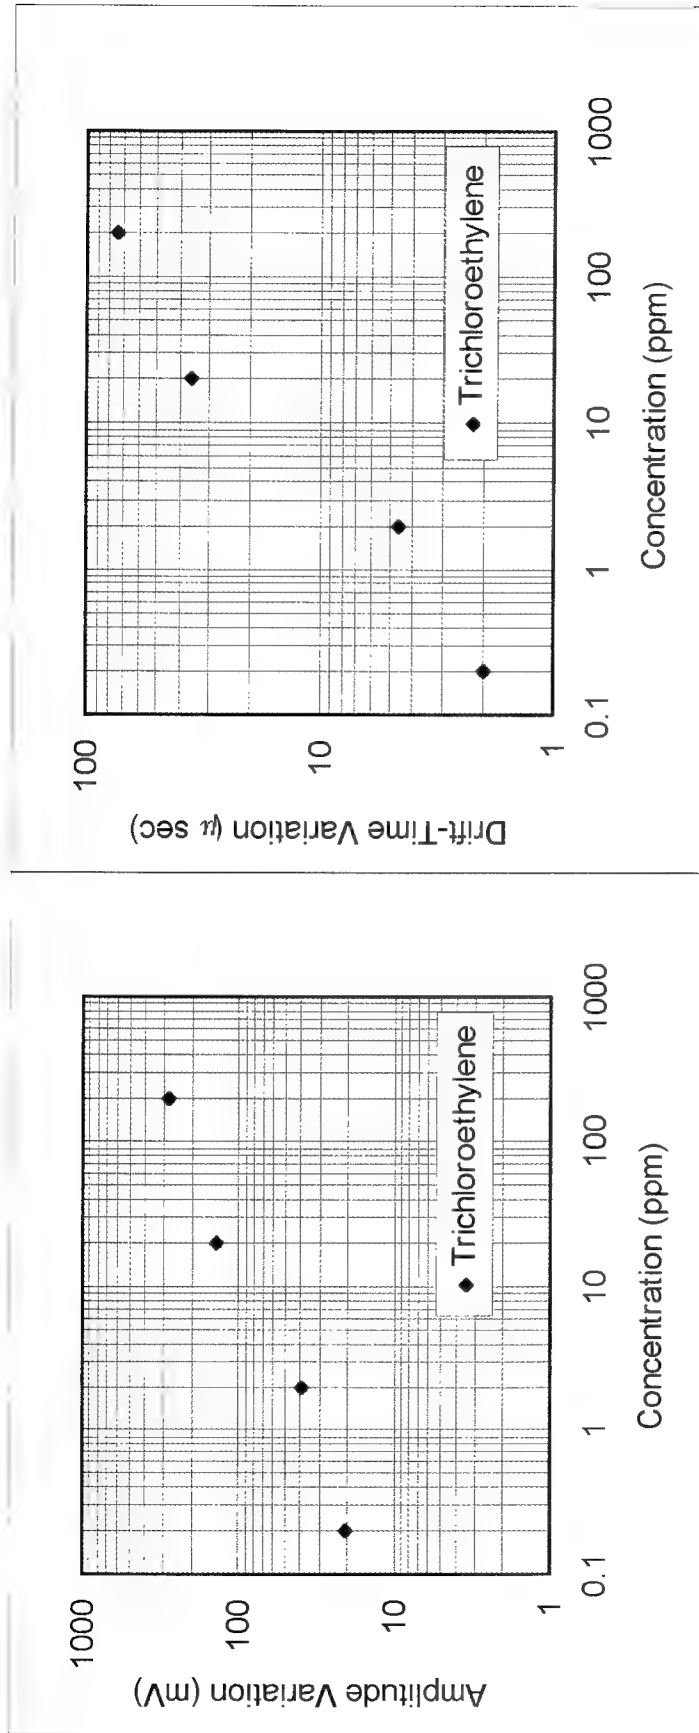 Amplitude Variation (mV)
1000
100
10
1
0.1
1
10
100
1000
Concentration (ppm)
◆ Trichloroethylene
Drift-Time Variation (μ sec)
100
10
1
0.1
1
10
100
1000
Concentration (ppm)
◆ Trichloroethylene